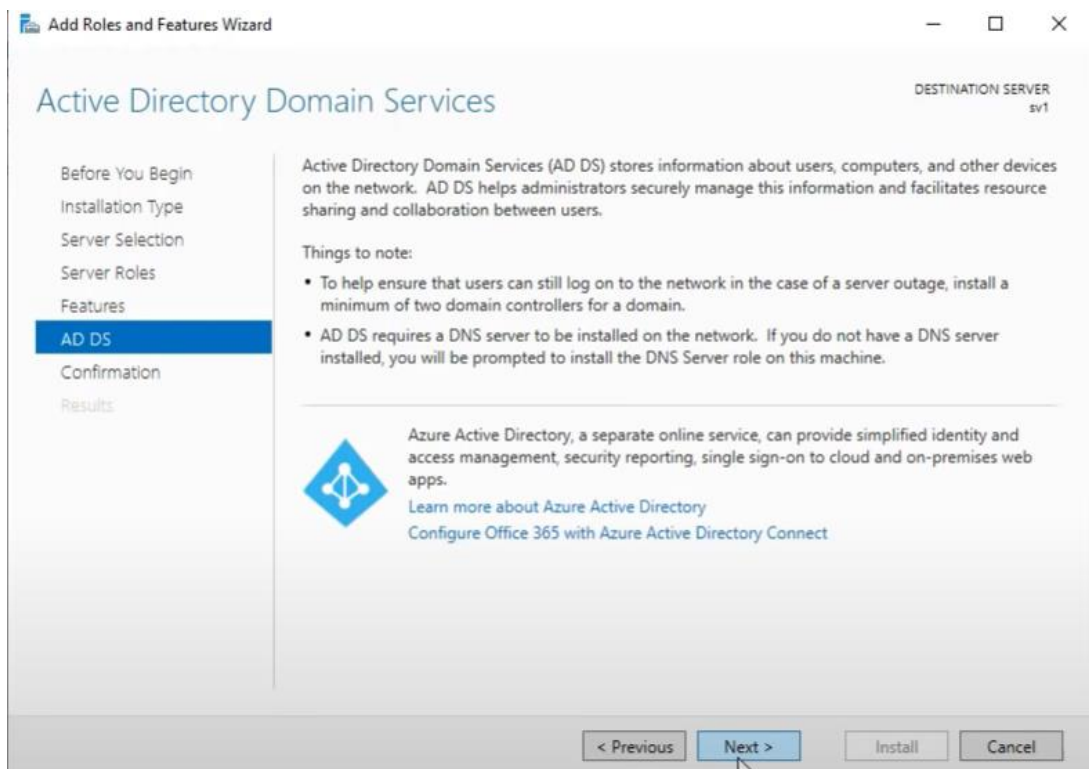 Add Roles and Features Wizard
Active Directory Domain Services
DESTINATION SERVER
sv1
Before You Begin
Installation Type
Server Selection
Server Roles
Features
AD DS
Confirmation
Results
Active Directory Domain Services (AD DS) stores information about users, computers, and other devices
on the network. AD DS helps administrators securely manage this information and facilitates resource
sharing and collaboration between users.
Things to note:
• To help ensure that users can still log on to the network in the case of a server outage, install a
minimum of two domain controllers for a domain.
• AD DS requires a DNS server to be installed on the network. If you do not have a DNS server
installed, you will be prompted to install the DNS Server role on this machine.
Azure Active Directory, a separate online service, can provide simplified identity and
access management, security reporting, single sign-on to cloud and on-premises web
apps.
Learn more about Azure Active Directory
Configure Office 365 with Azure Active Directory Connect
< Previous
Next >
Install
Cancel